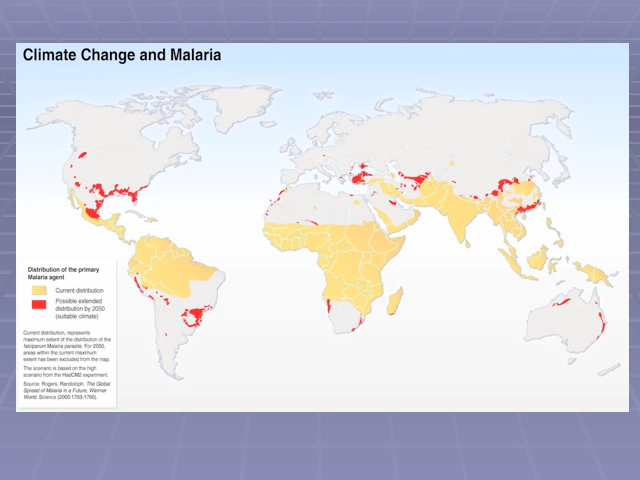 Climate Change and Malaria
Distribution of the primary
Malaria agent
Current distribution
Possible extended
distribution by 2050
(suitable climate)
Current distribution, represents
maximum extent of the distribution of the
falciparum Malaria parasite. For 2050,
areas within the current maximum
extent has been excluded from the map.
The scenario is based on the high
scenario from the HadCM2 experiment.
Source: Rogers, Randolph. The Global
Spread of Malaria in a Future, Warmer
World. Science (2000:1763-1766).